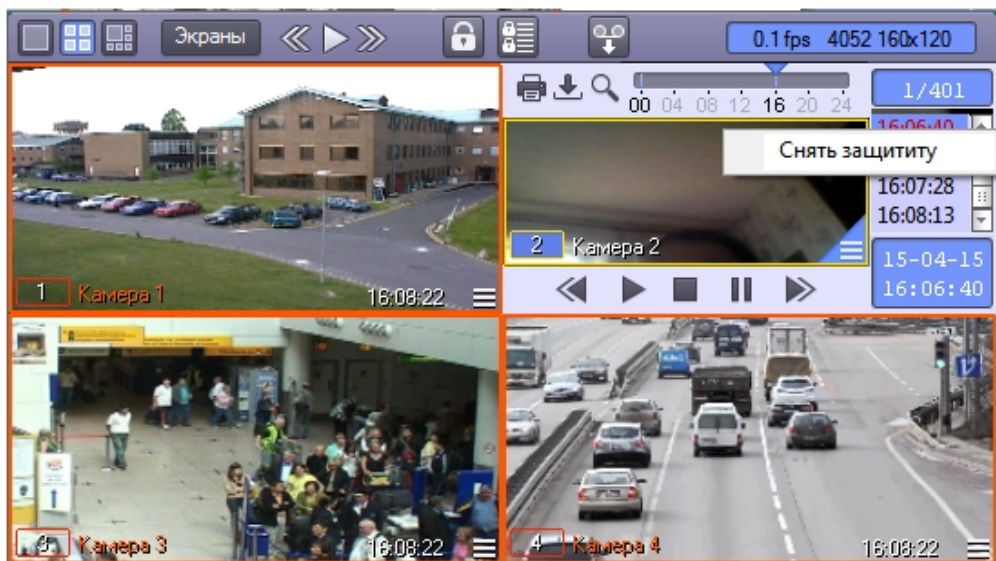 Экраны
0.1 fps 4052 160x120
00 04 08 12 16 20 24
1/401
16:06:40
Снять защититу
16:07:28
16:08:13
2 Камера 2
15-04-15
16:06:40
1 Камера 1 16:08:22
3 Камера 3 16:08:22
4 Камера 4 16:08:22